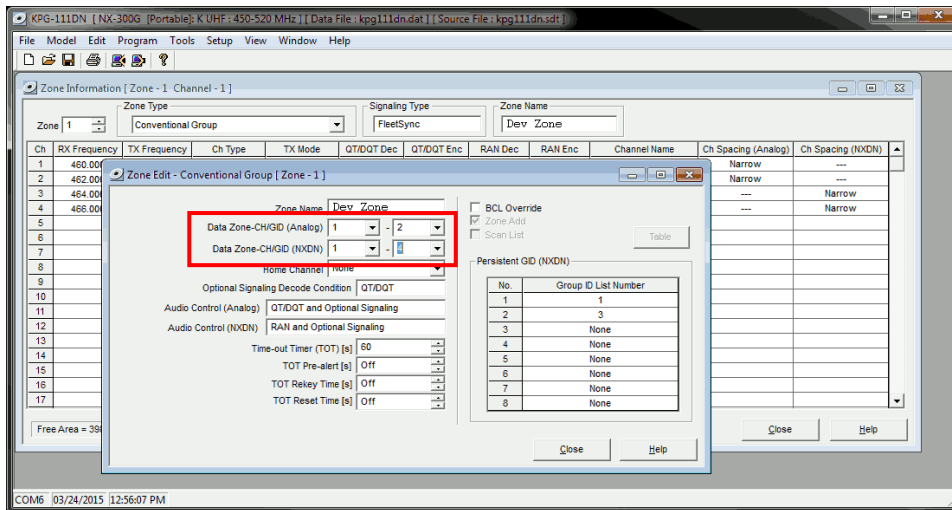 KPG-111DN [ NX-300G [Portable]: K UHF : 450-520 MHz ] [ Data File : kpg111dn.dat ] [ Source File : kpg111dn.sdt ]
File Model Edit Program Tools Setup View Window Help
Zone Information [ Zone - 1 Channel - 1 ]
Zone Type Signaling Type Zone Name
Zone 1 Conventional Group FleetSync Dev Zone
Ch RX Frequency TX Frequency Ch Type TX Mode QT/DQT Dec QT/DQT Enc RAN Dec RAN Enc Channel Name Ch Spacing (Analog) Ch Spacing (NXDN)
1 Narrow ---
2 Narrow ---
3 --- Narrow
4 --- Narrow
5
6
7
8
9
10
11
12
13
14
15
16
17
Zone Edit - Conventional Group [ Zone - 1 ]
Zone Name Dev Zone
Data Zone-CH/GID (Analog) 1 - 2
Data Zone-CH/GID (NXDN) 1 - 4
Home Channel None
Optional Signaling Decode Condition QT/DQT
Audio Control (Analog) QT/DQT and Optional Signaling
Audio Control (NXDN) RAN and Optional Signaling
Time-out Timer (TOT) [s] 60
TOT Pre-alert [s] Off
TOT Rekey Time [s] Off
TOT Reset Time [s] Off
BCL Override
Zone Add
Scan List
Table
Persistent GID (NXDN)
No. Group ID List Number
1 1
2 3
3 None
4 None
5 None
6 None
7 None
8 None
Close Help
Free Area =
Close Help
COM6 03/24/2015 12:56:07 PM